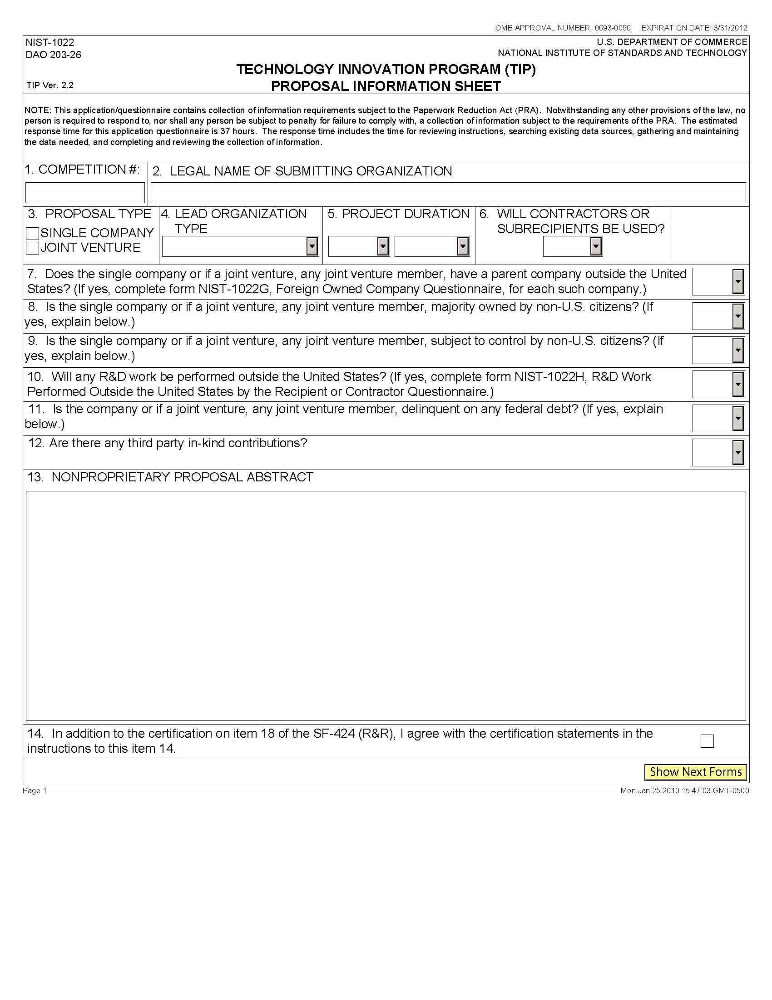 OMB APPROVAL NUMBER: 0693-0050 EXPIRATION DATE: 3/31/2012
NIST-1022
DAO 203-26
U.S. DEPARTMENT OF COMMERCE
NATIONAL INSTITUTE OF STANDARDS AND TECHNOLOGY
TECHNOLOGY INNOVATION PROGRAM (TIP)
TIP Ver. 2.2
PROPOSAL INFORMATION SHEET
NOTE: This application/questionnaire contains collection of information requirements subject to the Paperwork Reduction Act (PRA). Notwithstanding any other provisions of the law, no
person is required to respond to, nor shall any person be subject to penalty for failure to comply with, a collection of information subject to the requirements of the PRA. The estimated
response time for this application questionnaire is 37 hours. The response time includes the time for reviewing instructions, searching existing data sources, gathering and maintaining
the data needed, and completing and reviewing the collection of information.
1. COMPETITION #:
2. LEGAL NAME OF SUBMITTING ORGANIZATION
3. PROPOSAL TYPE
SINGLE COMPANY
JOINT VENTURE
4. LEAD ORGANIZATION
TYPE
5. PROJECT DURATION
6. WILL CONTRACTORS OR
SUBRECIPIENTS BE USED?
7. Does the single company or if a joint venture, any joint venture member, have a parent company outside the United
States? (If yes, complete form NIST-1022G, Foreign Owned Company Questionnaire, for each such company.)
8. Is the single company or if a joint venture, any joint venture member, majority owned by non-U.S. citizens? (If
yes, explain below.)
9. Is the single company or if a joint venture, any joint venture member, subject to control by non-U.S. citizens? (If
yes, explain below.)
10. Will any R&D work be performed outside the United States? (If yes, complete form NIST-1022H, R&D Work
Performed Outside the United States by the Recipient or Contractor Questionnaire.)
11. Is the company or if a joint venture, any joint venture member, delinquent on any federal debt? (If yes, explain
below.)
12. Are there any third party in-kind contributions?
13. NONPROPRIETARY PROPOSAL ABSTRACT
14. In addition to the certification on item 18 of the SF-424 (R&R), I agree with the certification statements in the
instructions to this item 14.
Show Next Forms
Page 1
Mon Jan 25 2010 15:47:03 GMT-0500